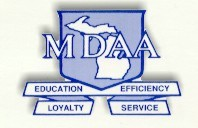 MDAA
EDUCATION EFFICIENCY
LOYALTY SERVICE